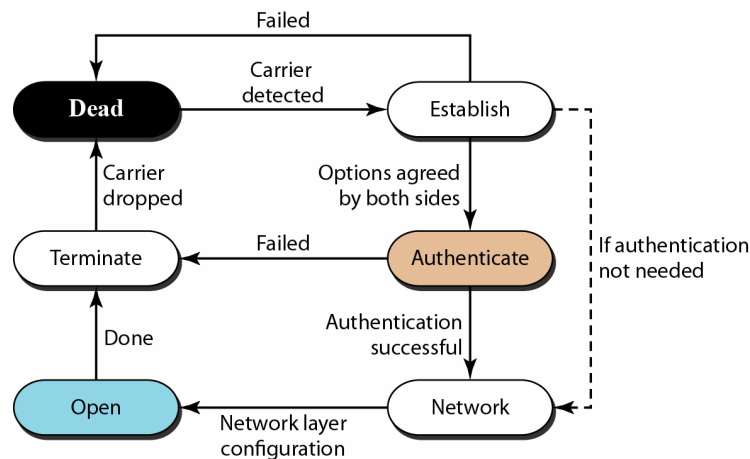 Failed
Dead
Carrier
detected
Establish
Carrier
dropped
Options agreed
by both sides
Terminate
Failed
Authenticate
If authentication
not needed
Done
Authentication
successful
Open
Network layer
configuration
Network